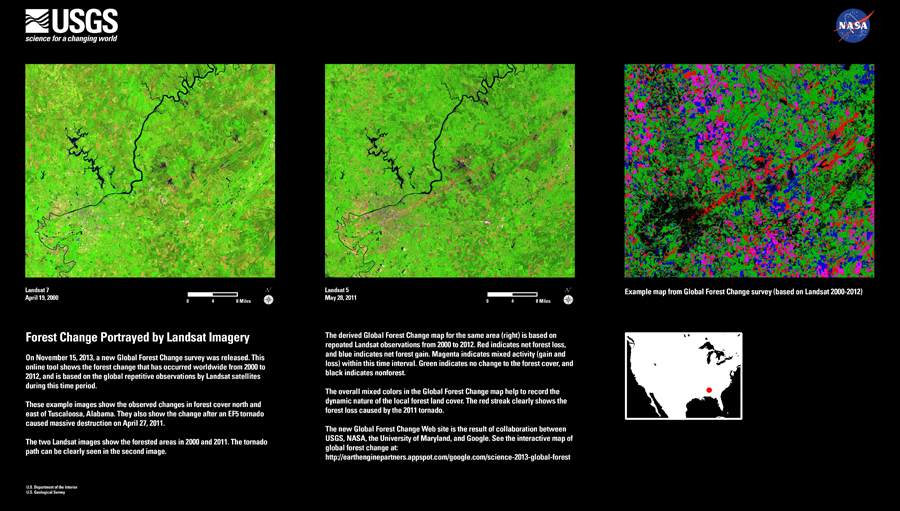 USGS
science for a changing world
NASA
Landsat 7
April 19, 2000
N
0 4 8 Miles
Landsat 5
May 28, 2011
N
0 4 8 Miles
Example map from Global Forest Change survey (based on Landsat 2000-2012)
Forest Change Portrayed by Landsat Imagery
On November 15, 2013, a new Global Forest Change survey was released. This
online tool shows the forest change that has occurred worldwide from 2000 to
2012, and is based on the global repetitive observations by Landsat satellites
during this time period.
These example images show the observed changes in forest cover north and
east of Tuscaloosa, Alabama. They also show the change after an EF5 tornado
caused massive destruction on April 27, 2011.
The two Landsat images show the forested areas in 2000 and 2011. The tornado
path can be clearly seen in the second image.
The derived Global Forest Change map for the same area (right) is based on
repeated Landsat observations from 2000 to 2012. Red indicates net forest loss,
and blue indicates net forest gain. Magenta indicates mixed activity (gain and
loss) within this time interval. Green indicates no change to the forest cover, and
black indicates nonforest.
The overall mixed colors in the Global Forest Change map help to record the
dynamic nature of the local forest land cover. The red streak clearly shows the
forest loss caused by the 2011 tornado.
The new Global Forest Change Web site is the result of collaboration between
USGS, NASA, the University of Maryland, and Google. See the interactive map of
global forest change at:
http://earthenginepartners.appspot.com/google.com/science-2013-global-forest
U.S. Department of the Interior
U.S. Geological Survey